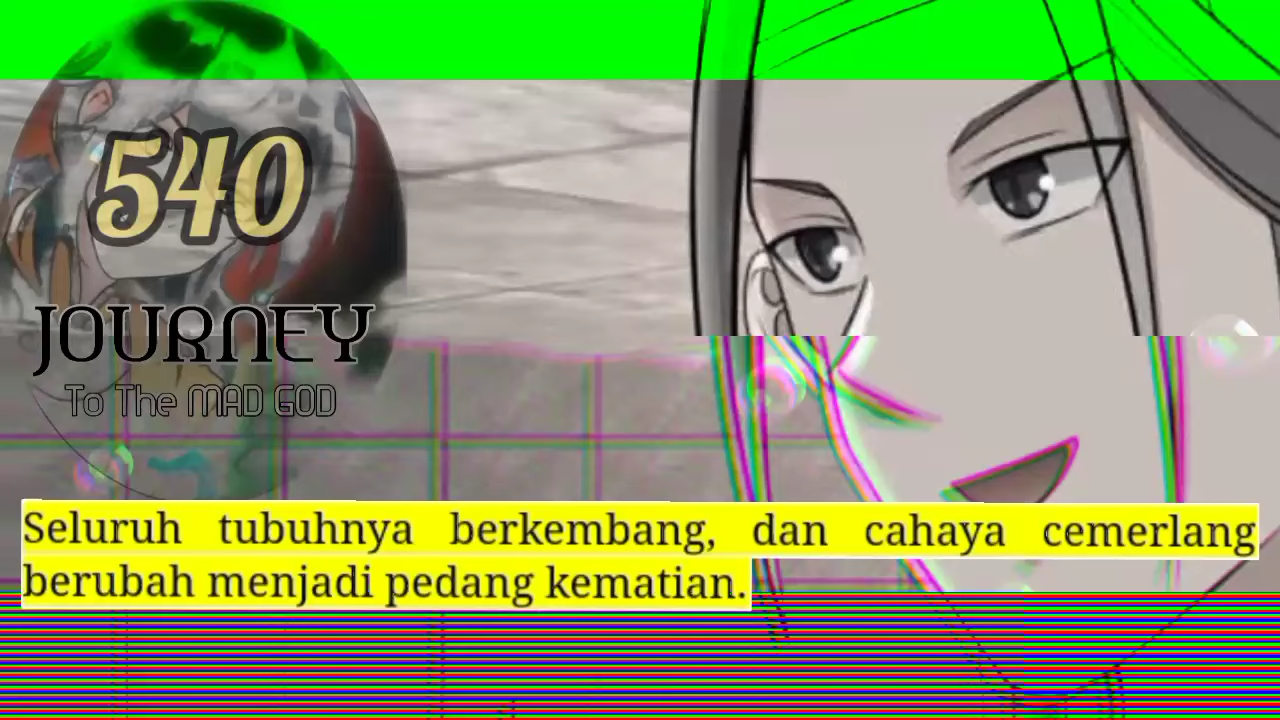 540
JOURNEY
To The MAD GOD
Seluruh tubuhnya berkembang, dan cahaya cemerlang
berubah menjadi pedang kematian.